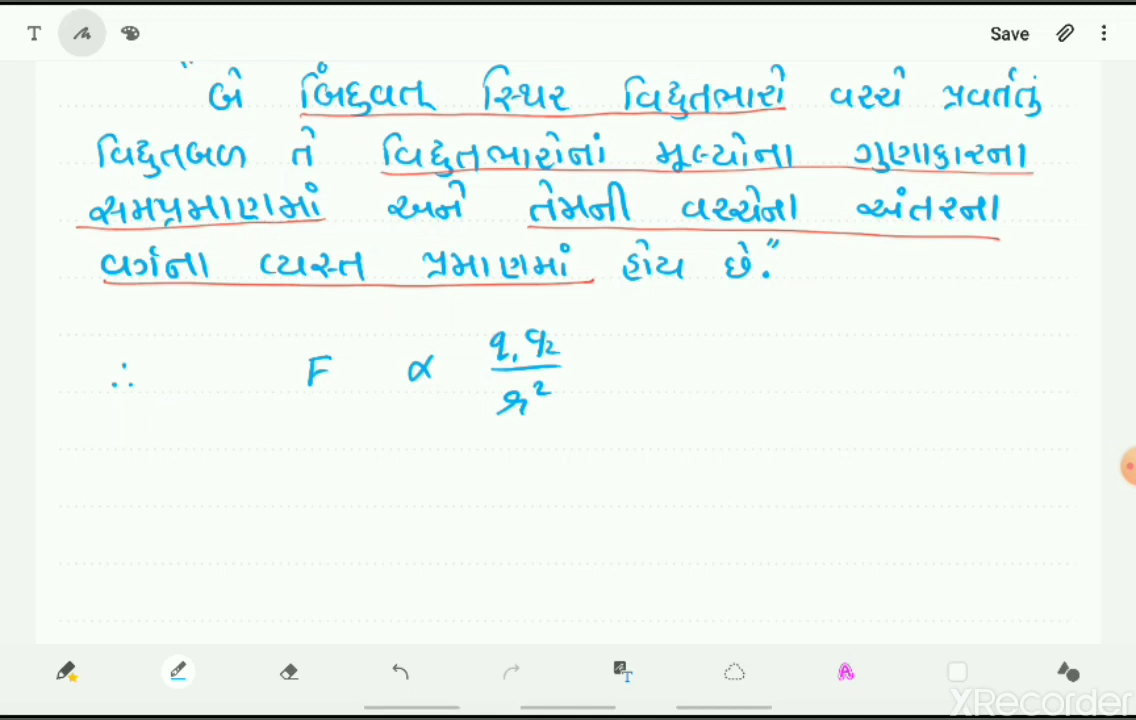 Save
"બે બિંદુવત્ સ્થિર વિદ્યુતભારો વચ્ચે પ્રવર્તતું
વિદ્યુતબળ તે વિદ્યુતભારોનાં મૂલ્યોના ગુણાકારના
સમપ્રમાણમાં અને તેમની વચ્ચેના અંતરના
વર્ગના વ્યસ્ત પ્રમાણમાં હોય છે."
∴ F ∝ q₁q₂ / r²
XRecorder